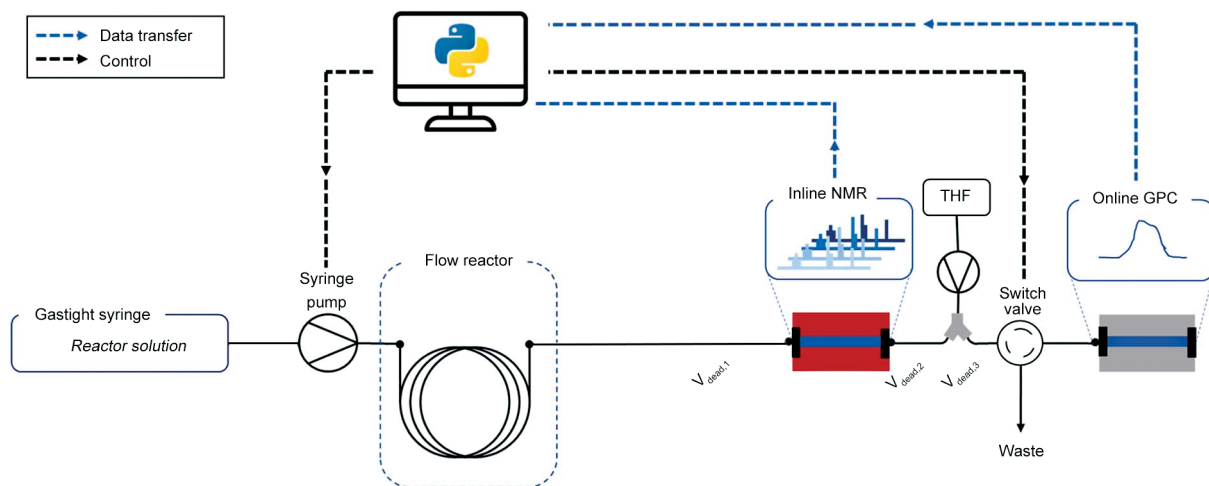 Data transfer
Control
Inline NMR
THF
Online GPC
Flow reactor
Syringe
pump
Switch
valve
Gastight syringe
Reactor solution
V dead,1
V dead,2
V dead,3
Waste